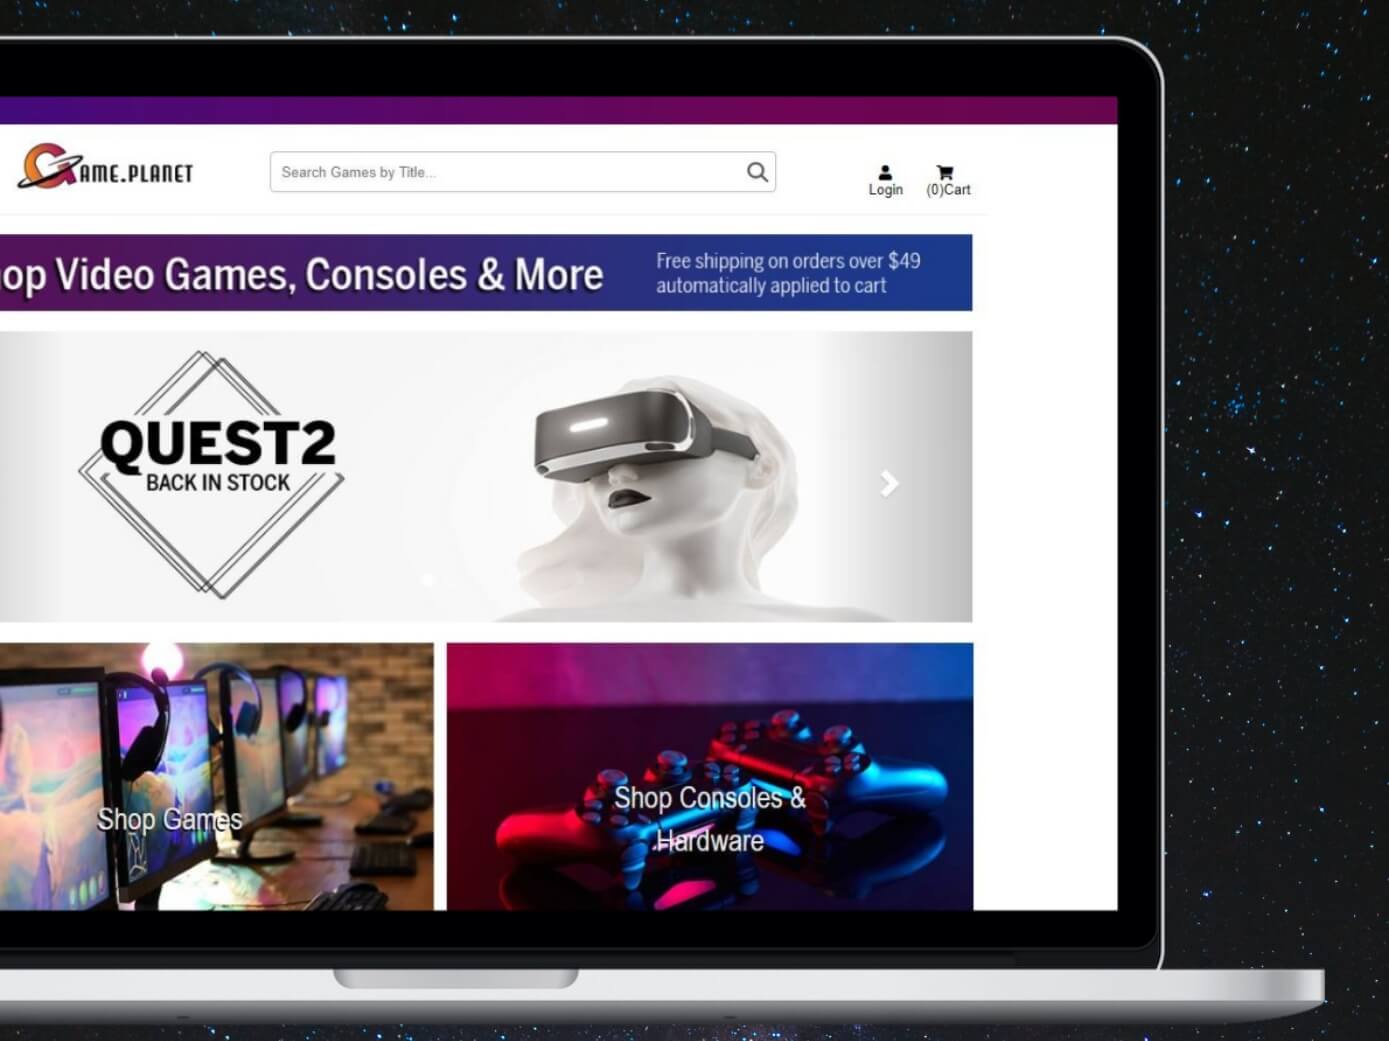 GAME.PLANET
Search Games by Title...
Login
(0)Cart
op Video Games, Consoles & More
Free shipping on orders over $49
automatically applied to cart
QUEST2
BACK IN STOCK
Shop Games
Shop Consoles &
Hardware